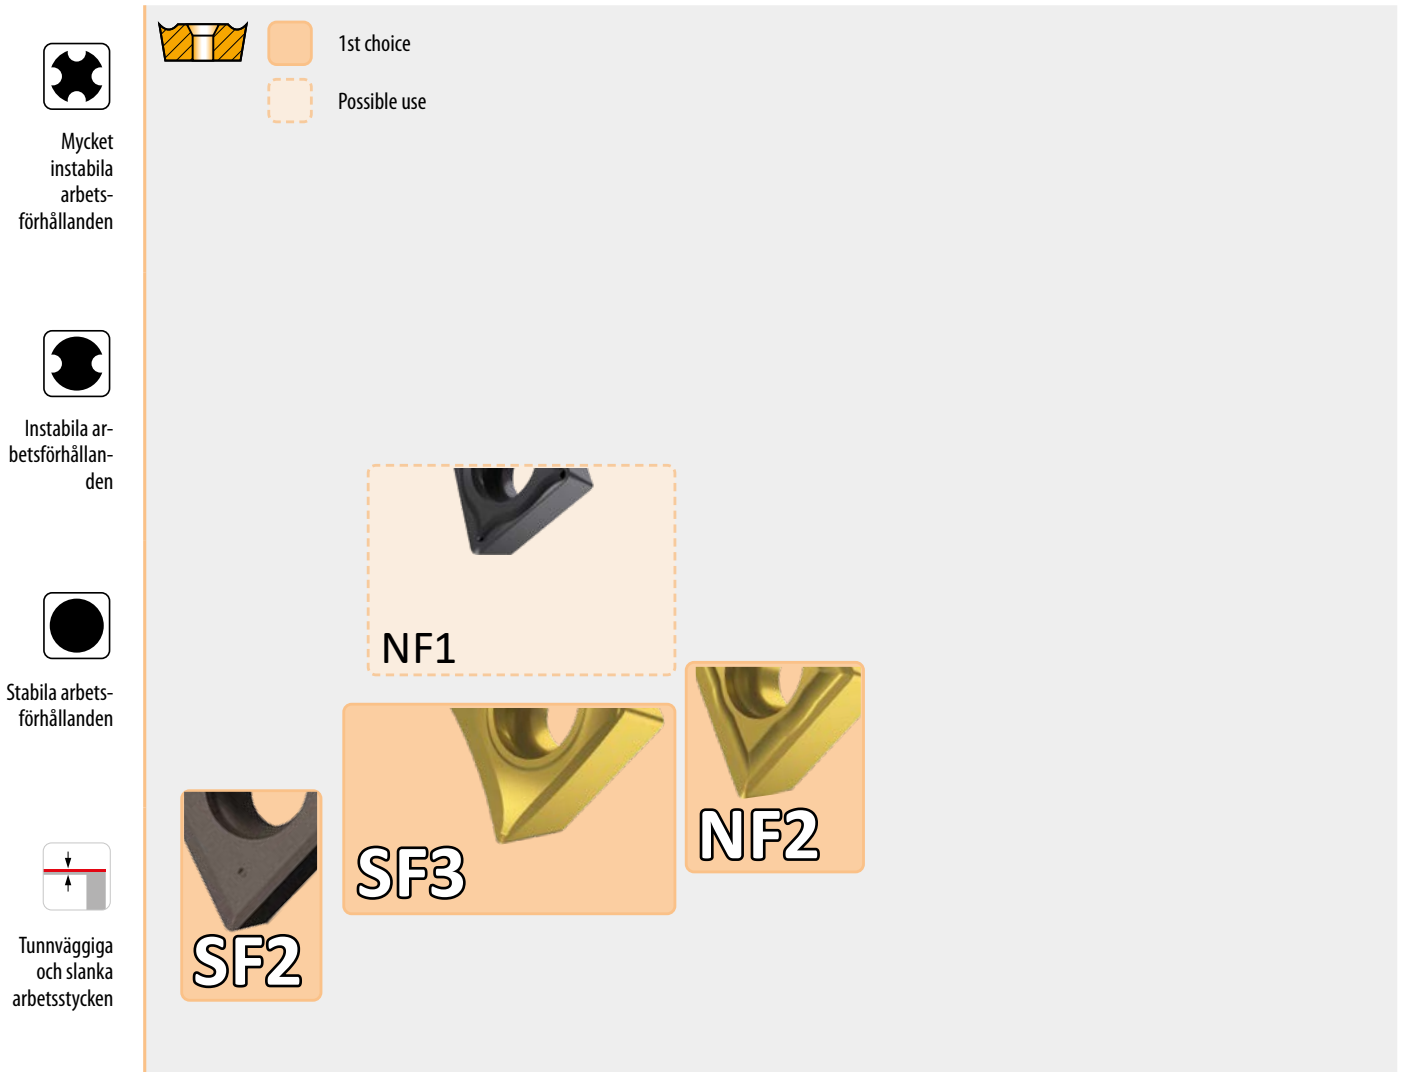 1st choice
Possible use
Mycket
instabila
arbets-
förhållanden
Instabila ar-
betsförhållan-
den
NF1
Stabila arbets-
förhållanden
NF2
SF3
SF2
Tunnväggiga
och slanka
arbetsstycken